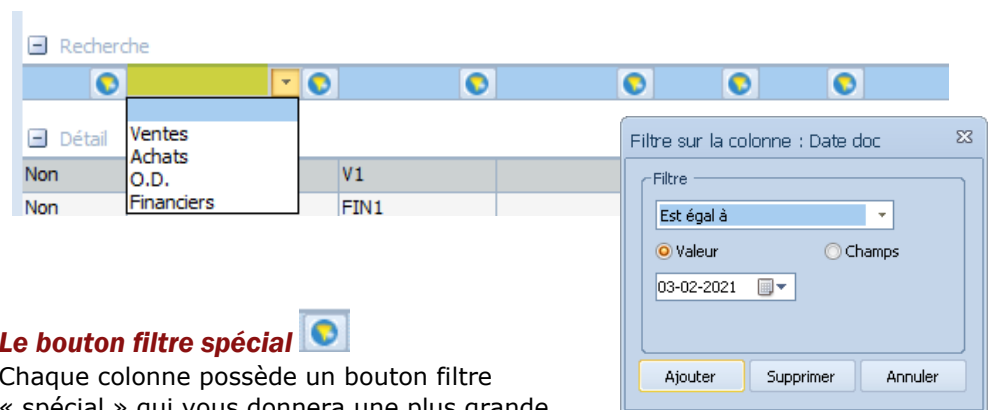 Recherche
Ventes
Achats
O.D.
Financiers
Détail
Non V1
Non FIN1
Filtre sur la colonne : Date doc
Filtre
Est égal à
Valeur Champs
03-02-2021
Ajouter Supprimer Annuler
Le bouton filtre spécial
Chaque colonne possède un bouton filtre
« spécial » qui vous donnera une plus grande